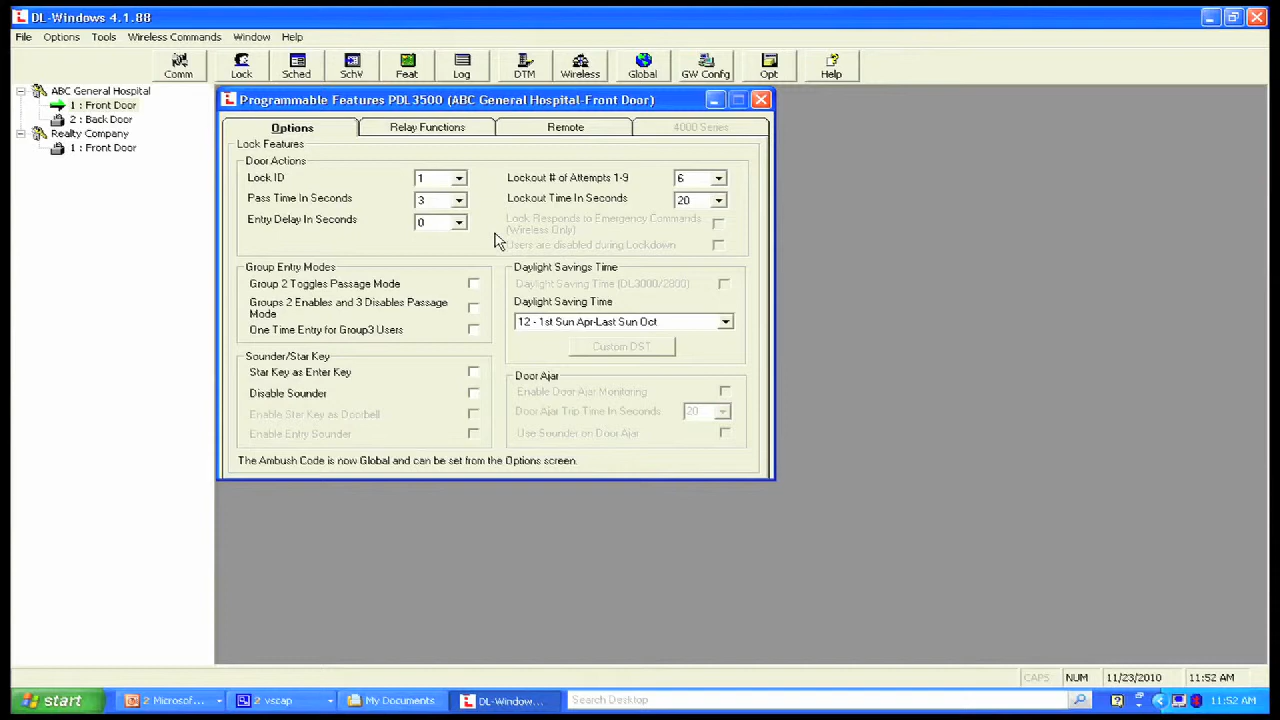 DL-Windows 4.1.88
File Options Tools Wireless Commands Window Help
Comm Lock Sched SchV Feat Log DTM Wireless Global GW Confg Opt Help
ABC General Hospital
1 : Front Door
2 : Back Door
Realty Company
1 : Front Door
Programmable Features PDL3500 (ABC General Hospital-Front Door)
Options Relay Functions Remote 4000 Series
Lock Features
Door Actions
Lock ID 1
Pass Time In Seconds 3
Entry Delay In Seconds 0
Lockout # of Attempts 1-9 6
Lockout Time In Seconds 20
Lock Responds to Emergency Commands
(Wireless Only)
Users are disabled during Lockdown
Group Entry Modes
Group 2 Toggles Passage Mode
Groups 2 Enables and 3 Disables Passage
Mode
One Time Entry for Group3 Users
Daylight Savings Time
Daylight Saving Time (DL3000/2800)
Daylight Saving Time
12 - 1st Sun Apr-Last Sun Oct
Custom DST
Sounder/Star Key
Star Key as Enter Key
Disable Sounder
Enable Star Key as Doorbell
Enable Entry Sounder
Door Ajar
Enable Door Ajar Monitoring
Door Ajar Trip Time In Seconds 20
Use Sounder on Door Ajar
The Ambush Code is now Global and can be set from the Options screen.
CAPS NUM 11/23/2010 11:52 AM
start 2 Microsof... 2 vscap My Documents DL-Window... Search Desktop 11:52 AM